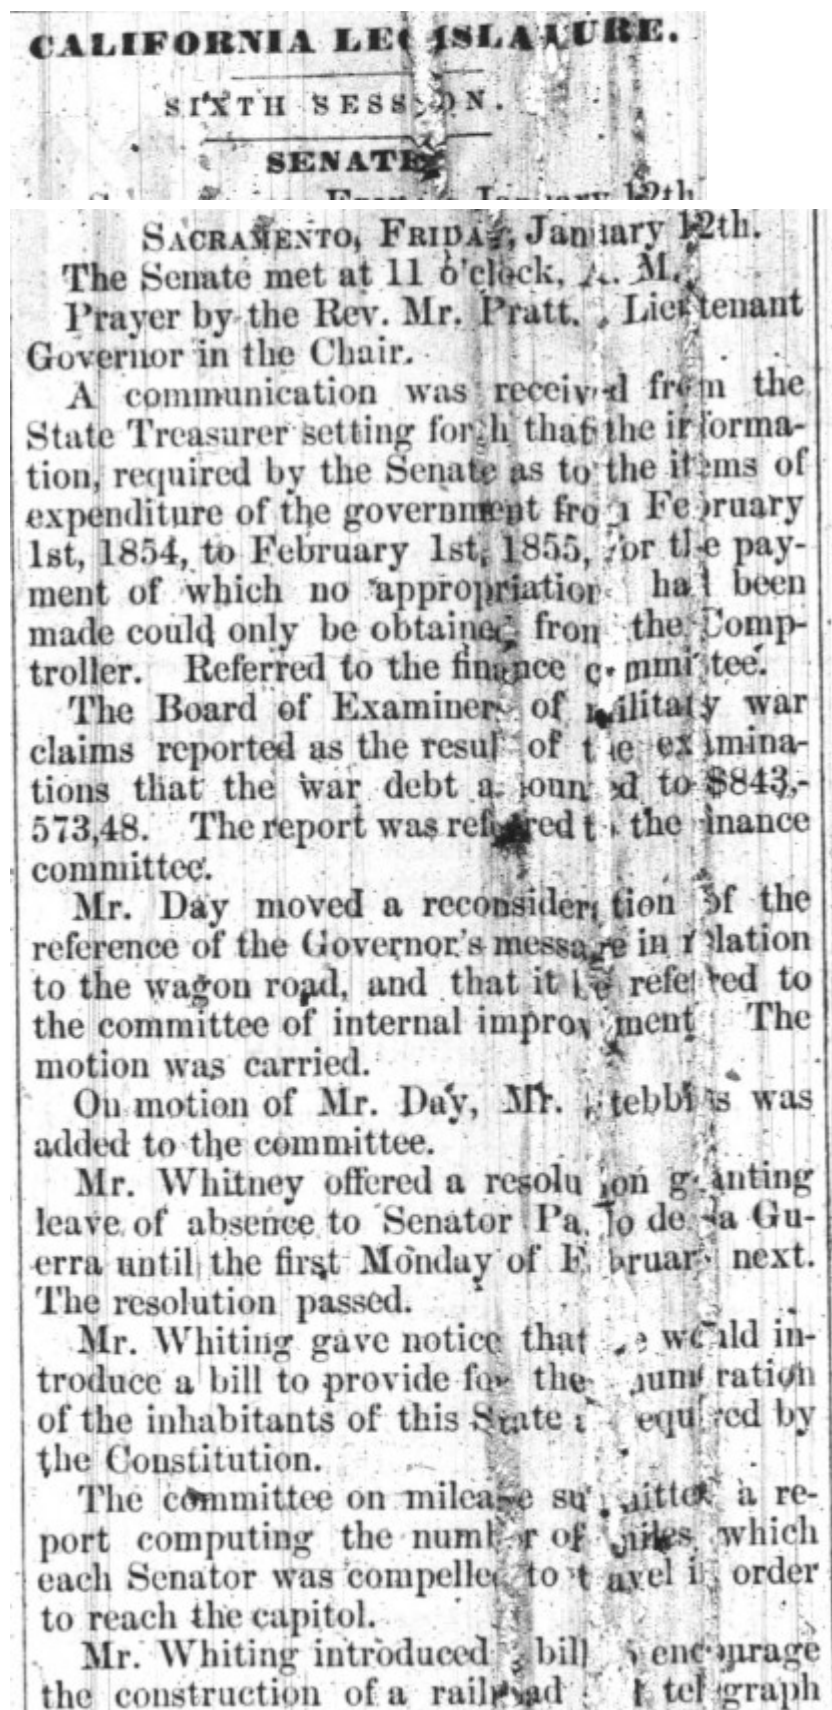 CALIFORNIA LEGISLATURE.
SIXTH SESSION.
SENATE.
SACRAMENTO, FRIDAY, January 12th.
The Senate met at 11 o'clock, A. M.
Prayer by the Rev. Mr. Pratt. Lieutenant
Governor in the Chair.
A communication was received from the
State Treasurer setting forth that the informa-
tion, required by the Senate as to the items of
expenditure of the government from February
1st, 1854, to February 1st, 1855, for the pay-
ment of which no appropriation had been
made could only be obtained from the Comp-
troller. Referred to the finance committee.
The Board of Examiners of military war
claims reported as the result of the examina-
tions that the war debt amounted to $843,-
573,48. The report was referred to the finance
committee.
Mr. Day moved a reconsideration of the
reference of the Governor's message in relation
to the wagon road, and that it be referred to
the committee of internal improvement. The
motion was carried.
On motion of Mr. Day, Mr. Stebbins was
added to the committee.
Mr. Whitney offered a resolution granting
leave of absence to Senator Pablo de la Gu-
erra until the first Monday of February next.
The resolution passed.
Mr. Whiting gave notice that he would in-
troduce a bill to provide for the enumeration
of the inhabitants of this State as required by
the Constitution.
The committee on mileage submitted a re-
port computing the number of miles which
each Senator was compelled to travel in order
to reach the capitol.
Mr. Whiting introduced a bill to encourage
the construction of a railroad and telegraph